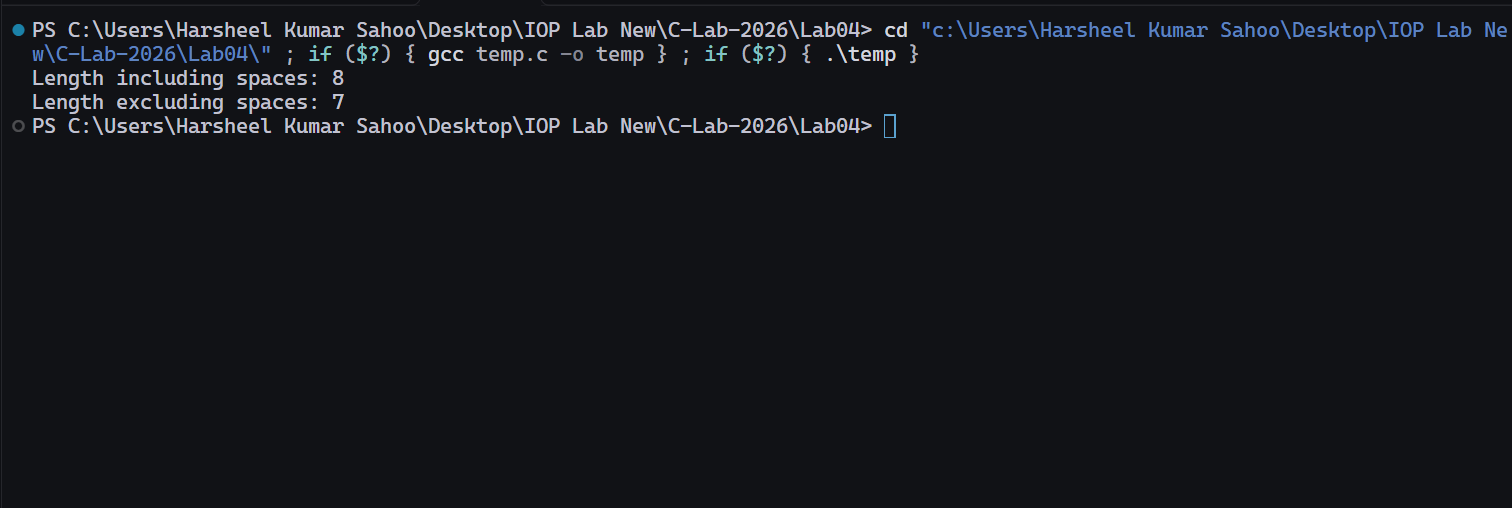 PS C:\Users\Harsheel Kumar Sahoo\Desktop\IOP Lab New\C-Lab-2026\Lab04> cd "c:\Users\Harsheel Kumar Sahoo\Desktop\IOP Lab Ne
w\C-Lab-2026\Lab04\" ; if ($?) { gcc temp.c -o temp } ; if ($?) { .\temp }
Length including spaces: 8
Length excluding spaces: 7
PS C:\Users\Harsheel Kumar Sahoo\Desktop\IOP Lab New\C-Lab-2026\Lab04>